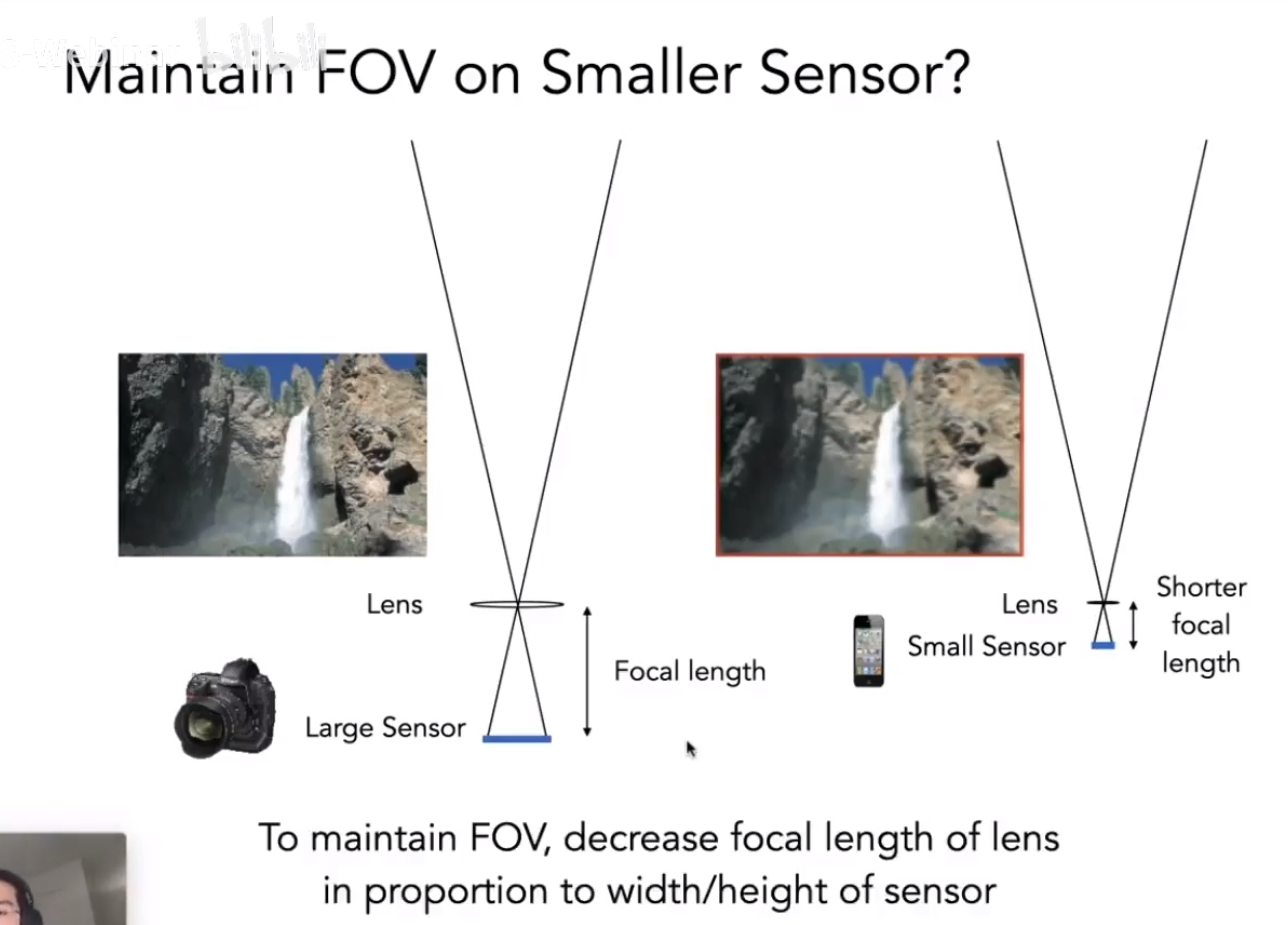 Maintain FOV on Smaller Sensor?
bilibili
Lens
Focal length
Large Sensor
Lens
Small Sensor
Shorter
focal
length
To maintain FOV, decrease focal length of lens
in proportion to width/height of sensor